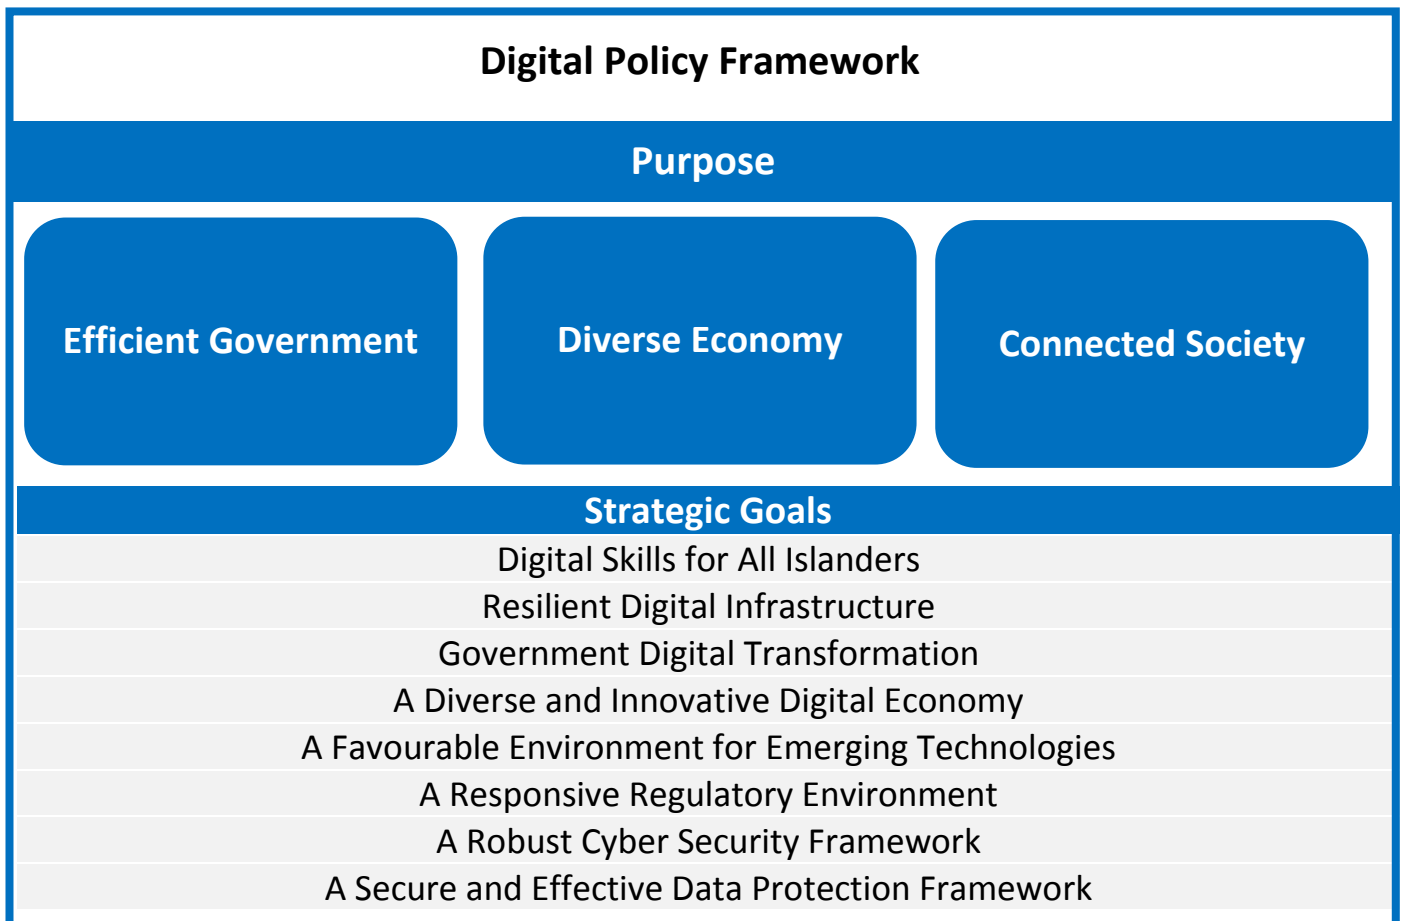 Digital Policy Framework
Purpose
Efficient Government
Diverse Economy
Connected Society
Strategic Goals
Digital Skills for All Islanders
Resilient Digital Infrastructure
Government Digital Transformation
A Diverse and Innovative Digital Economy
A Favourable Environment for Emerging Technologies
A Responsive Regulatory Environment
A Robust Cyber Security Framework
A Secure and Effective Data Protection Framework